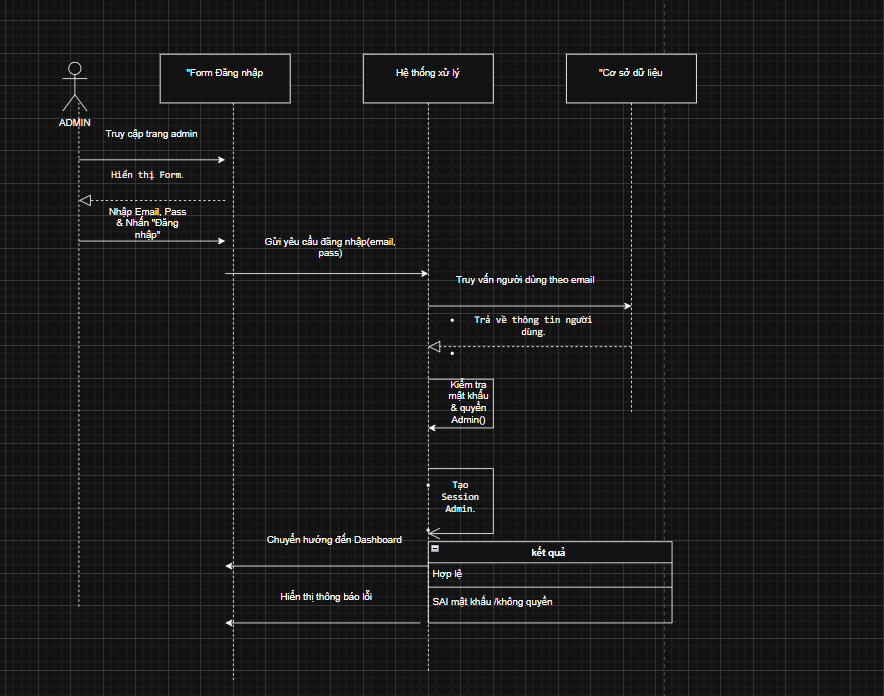 "Form Đăng nhập
Hệ thống xử lý
"Cơ sở dữ liệu
ADMIN
Truy cập trang admin
Hiển thị Form.
Nhập Email, Pass
& Nhấn "Đăng
nhập"
Gửi yêu cầu đăng nhập(email,
pass)
Truy vấn người dùng theo email
Trả về thông tin người
dùng.
Kiểm tra
mật khẩu
& quyền
Admin()
Tạo
Session
Admin.
Chuyển hướng đến Dashboard
kết quả
Hợp lệ
Hiển thị thông báo lỗi
SAI mật khẩu /không quyền